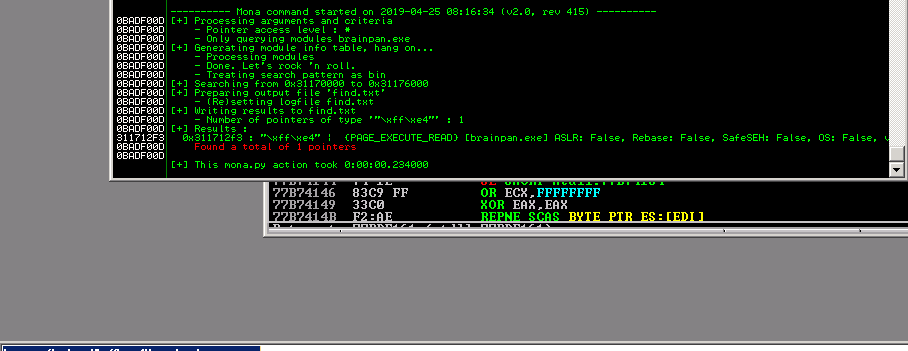 ---------- Mona command started on 2019-04-25 08:16:34 (v2.0, rev 415) ----------
0BADF00D [+] Processing arguments and criteria
0BADF00D - Pointer access level : *
0BADF00D - Only querying modules brainpan.exe
0BADF00D [+] Generating module info table, hang on...
0BADF00D - Processing modules
0BADF00D - Done. Let's rock 'n roll.
0BADF00D - Treating search pattern as bin
0BADF00D [+] Searching from 0x31170000 to 0x31176000
0BADF00D [+] Preparing output file 'find.txt'
0BADF00D - (Re)setting logfile find.txt
0BADF00D [+] Writing results to find.txt
0BADF00D - Number of pointers of type '"\xff\xe4"' : 1
0BADF00D [+] Results :
311712F3 0x311712f3 : "\xff\xe4" | {PAGE_EXECUTE_READ} [brainpan.exe] ASLR: False, Rebase: False, SafeSEH: False, OS: False,
0BADF00D Found a total of 1 pointers
0BADF00D
[+] This mona.py action took 0:00:00.234000
77B74146 83C9 FF OR ECX,FFFFFFFF
77B74149 33C0 XOR EAX,EAX
77B7414B F2:AE REPNE SCAS BYTE PTR ES:[EDI]